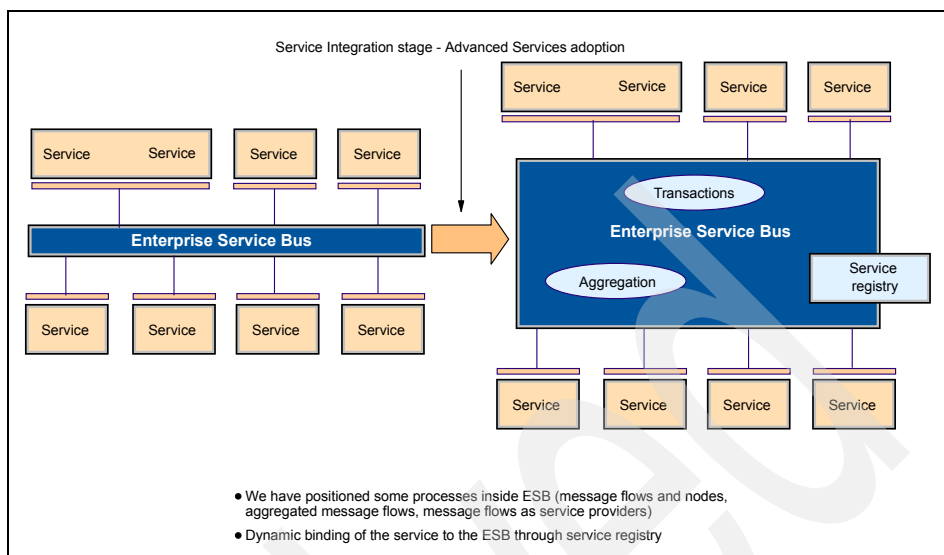 Service Integration stage - Advanced Services adoption
Service Service Service Service
Enterprise Service Bus
Service Service Service Service
Service Service Service Service
Transactions
Enterprise Service Bus
Aggregation
Service
registry
Service Service Service Service
• We have positioned some processes inside ESB (message flows and nodes,
aggregated message flows, message flows as service providers)
• Dynamic binding of the service to the ESB through service registry